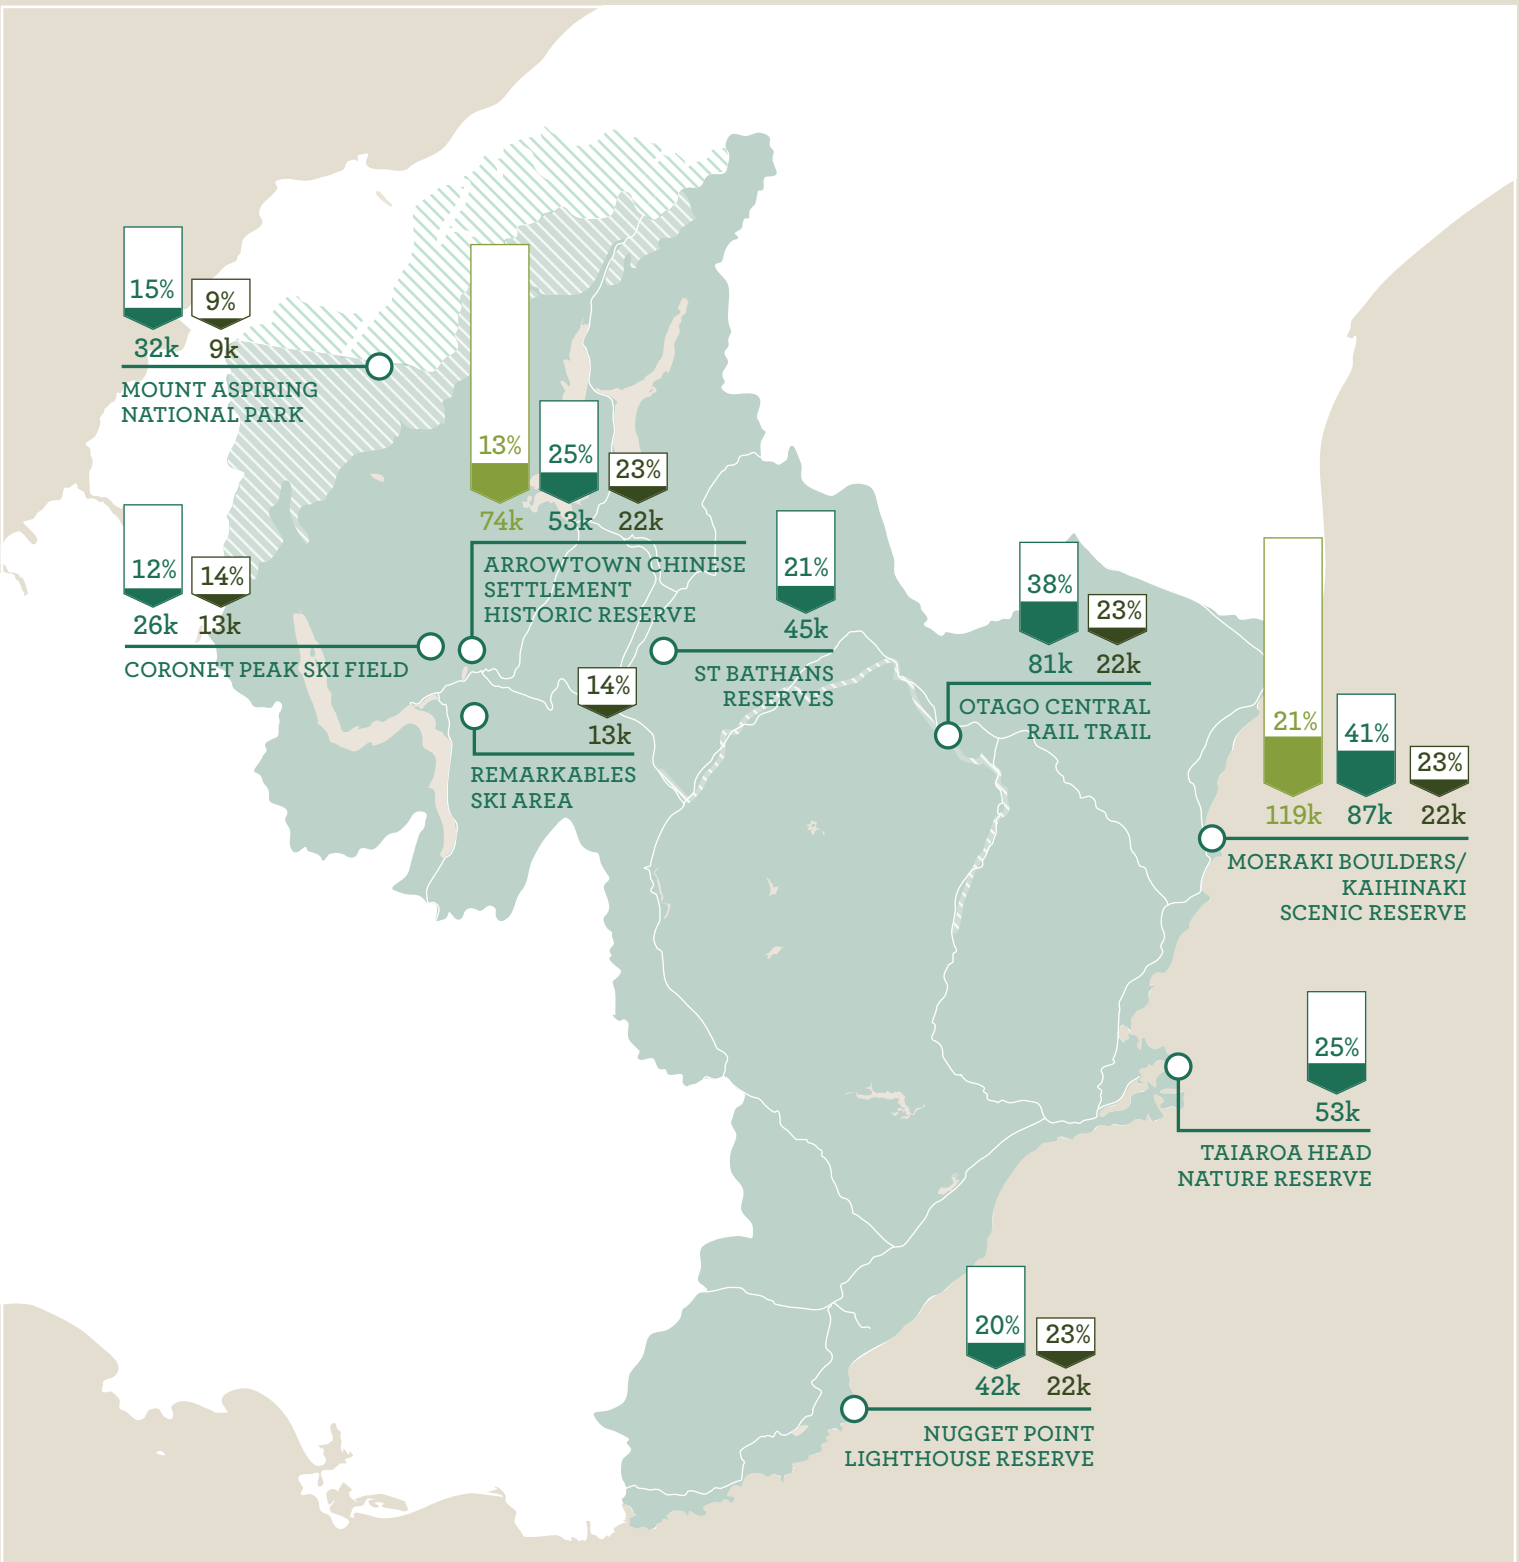 15%
9%
32k 9k
MOUNT ASPIRING
NATIONAL PARK
13%
25%
23%
74k 53k 22k
ARROWTOWN CHINESE
SETTLEMENT
HISTORIC RESERVE
12%
14%
26k 13k
CORONET PEAK SKI FIELD
21%
45k
ST BATHANS
RESERVES
14%
13k
REMARKABLES
SKI AREA
38%
23%
81k 22k
OTAGO CENTRAL
RAIL TRAIL
21%
41%
23%
119k 87k 22k
MOERAKI BOULDERS/
KAIHINAKI
SCENIC RESERVE
25%
53k
TAIAROA HEAD
NATURE RESERVE
20%
23%
42k 22k
NUGGET POINT
LIGHTHOUSE RESERVE